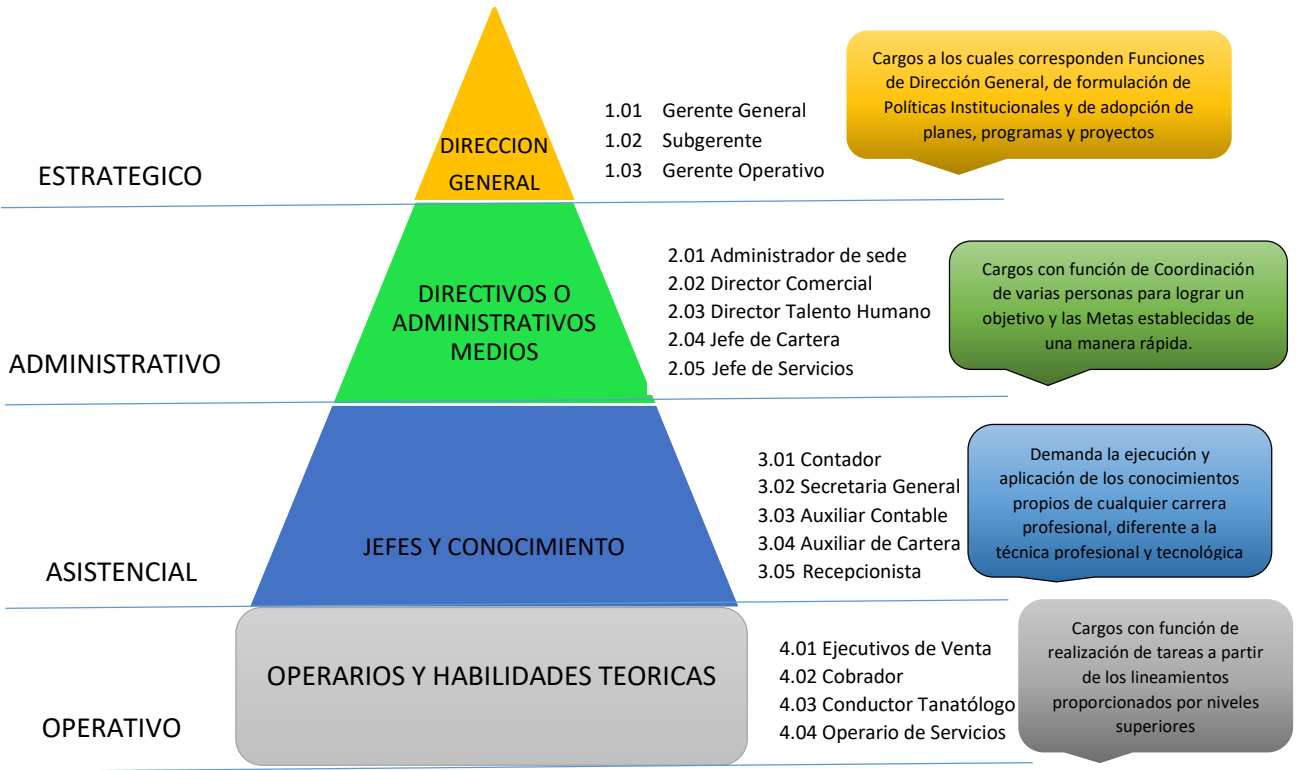 Cargos a los cuales corresponden Funciones
de Dirección General, de formulación de
Políticas Institucionales y de adopción de
planes, programas y proyectos
1.01 Gerente General
1.02 Subgerente
1.03 Gerente Operativo
DIRECCION
GENERAL
ESTRATEGICO
2.01 Administrador de sede
2.02 Director Comercial
2.03 Director Talento Humano
2.04 Jefe de Cartera
2.05 Jefe de Servicios
Cargos con función de Coordinación
de varias personas para lograr un
objetivo y las Metas establecidas de
una manera rápida.
DIRECTIVOS O
ADMINISTRATIVOS
MEDIOS
ADMINISTRATIVO
3.01 Contador
3.02 Secretaria General
3.03 Auxiliar Contable
3.04 Auxiliar de Cartera
3.05 Recepcionista
Demanda la ejecución y
aplicación de los conocimientos
propios de cualquier carrera
profesional, diferente a la
técnica profesional y tecnológica
JEFES Y CONOCIMIENTO
ASISTENCIAL
Cargos con función de
realización de tareas a partir
de los lineamientos
proporcionados por niveles
superiores
4.01 Ejecutivos de Venta
4.02 Cobrador
4.03 Conductor Tanatólogo
4.04 Operario de Servicios
OPERARIOS Y HABILIDADES TEORICAS
OPERATIVO